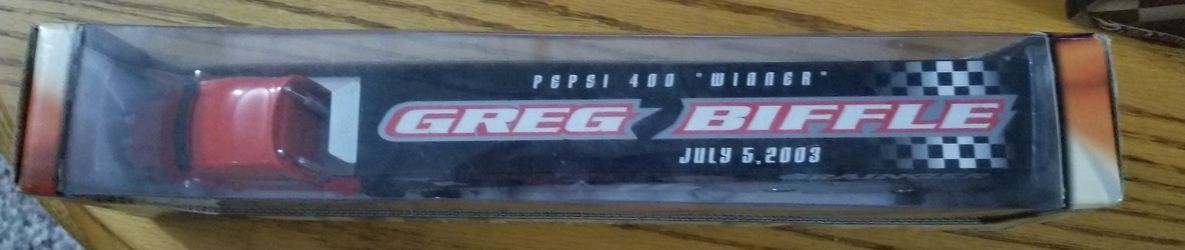 PEPSI 400 "WINNER"
GREG BIFFLE
JULY 5, 2003